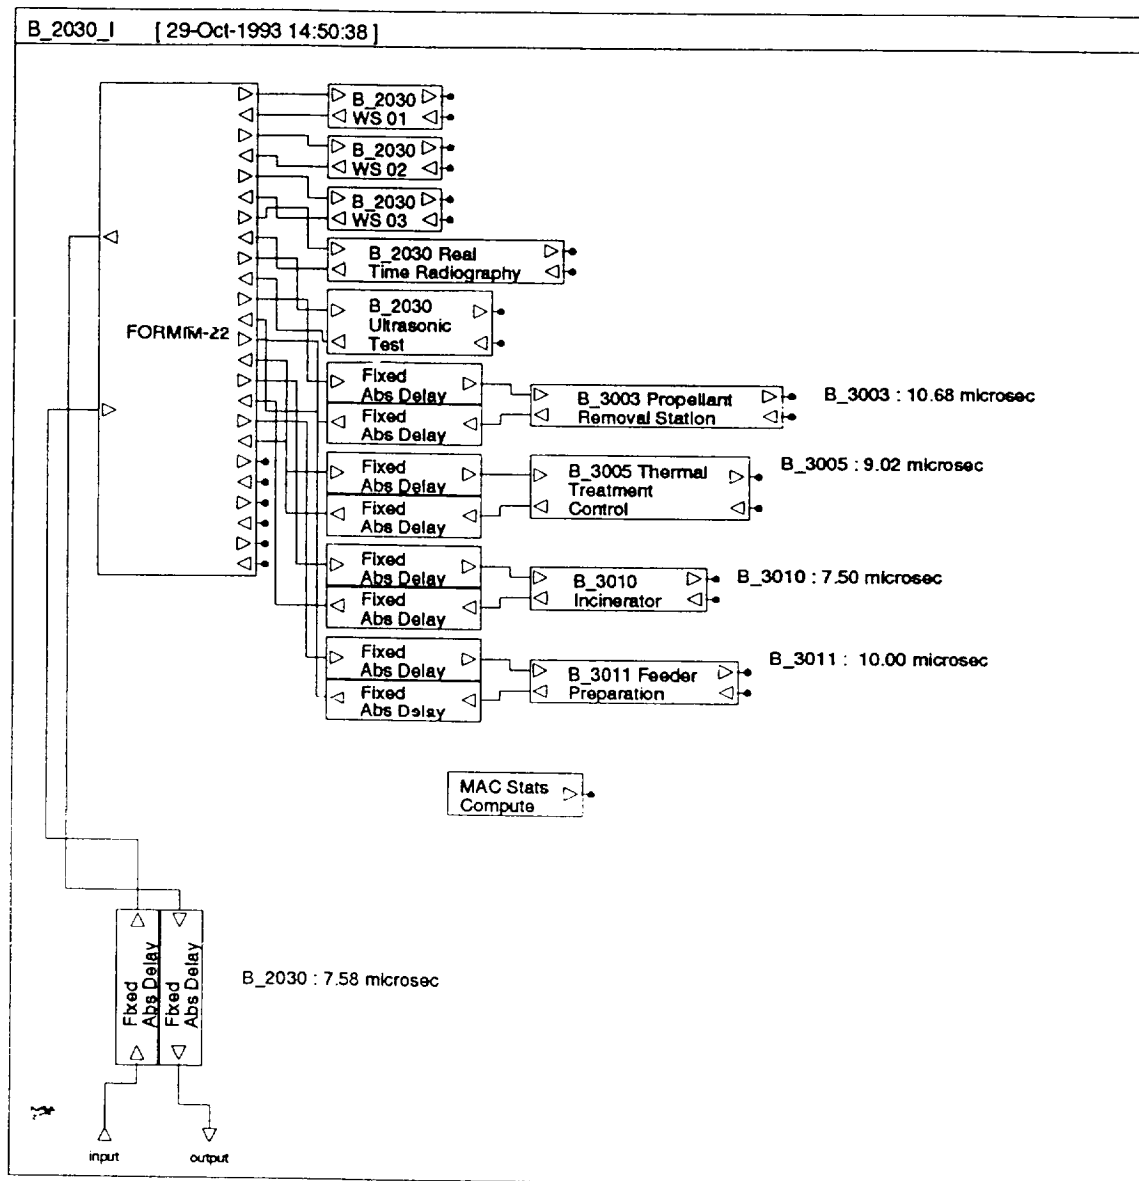 B_2030_I [ 29-Oct-1993 14:50:38 ]
B_2030
WS 01
B_2030
WS 02
B_2030
WS 03
B_2030 Real
Time Radiography
B_2030
Ultrasonic
Test
FORMIM-22
Fixed
Abs Delay
Fixed
Abs Delay
B_3003 Propellant
Removal Station
B_3003 : 10.68 microsec
Fixed
Abs Delay
Fixed
Abs Delay
B_3005 Thermal
Treatment
Control
B_3005 : 9.02 microsec
Fixed
Abs Delay
Fixed
Abs Delay
B_3010
Incinerator
B_3010 : 7.50 microsec
Fixed
Abs Delay
Fixed
Abs Delay
B_3011 Feeder
Preparation
B_3011 : 10.00 microsec
MAC Stats
Compute
Fixed
Abs Delay
Fixed
Abs Delay
B_2030 : 7.58 microsec
input
output